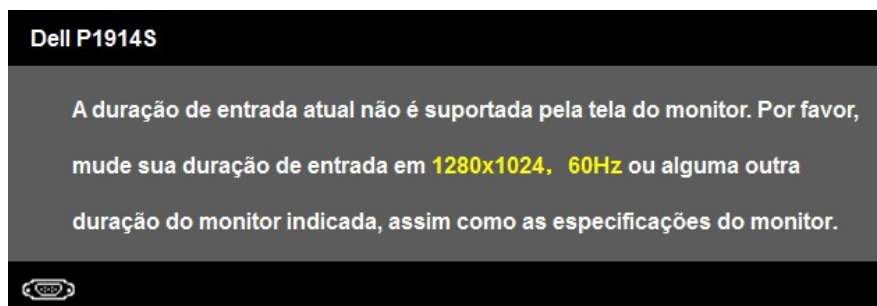 Dell P1914S
A duração de entrada atual não é suportada pela tela do monitor. Por favor,
mude sua duração de entrada em 1280x1024， 60Hz ou alguma outra
duração do monitor indicada, assim como as especificações do monitor.